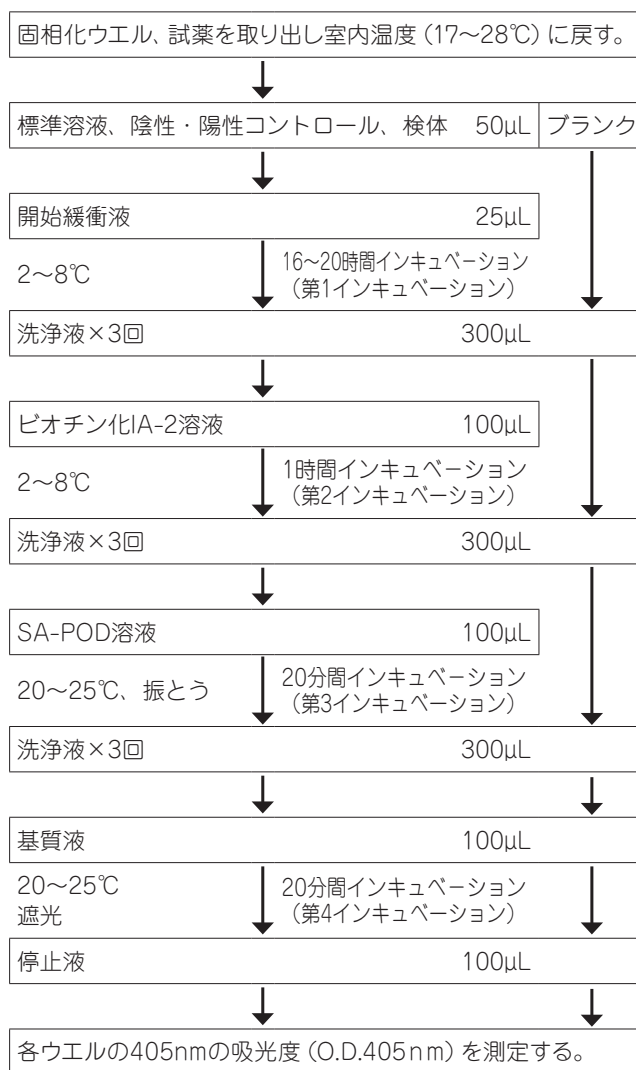 固相化ウエル、試薬を取り出し室内温度（17～28℃）に戻す。
標準溶液、陰性・陽性コントロール、検体 50µL ブランク
開始緩衝液 25µL
2～8℃ 16～20時間インキュベーション
（第1インキュベーション）
洗浄液×3回 300µL
ビオチン化IA-2溶液 100µL
2～8℃ 1時間インキュベーション
（第2インキュベーション）
洗浄液×3回 300µL
SA-POD溶液 100µL
20～25℃、振とう 20分間インキュベーション
（第3インキュベーション）
洗浄液×3回 300µL
基質液 100µL
20～25℃ 20分間インキュベーション
遮光 （第4インキュベーション）
停止液 100µL
各ウエルの405nmの吸光度（O.D.405nm）を測定する。